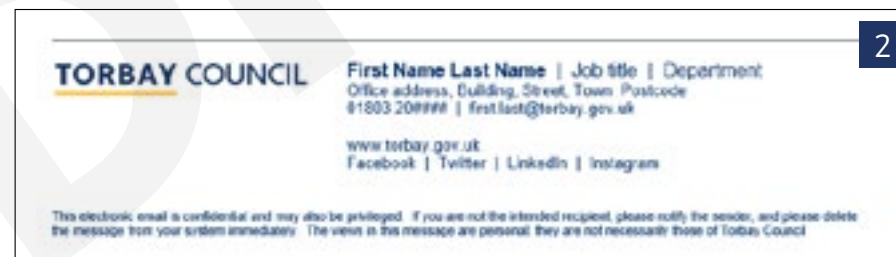 2
TORBAY COUNCIL
First Name Last Name | Job title | Department
Office address, Building, Street, Town Postcode
01803 20#### | first.last@torbay.gov.uk
www.torbay.gov.uk
Facebook | Twitter | LinkedIn | Instagram
This electronic email is confidential and may also be privileged. If you are not the intended recipient, please notify the sender, and please delete
the message from your system immediately. The views in this message are personal; they are not necessarily those of Torbay Council